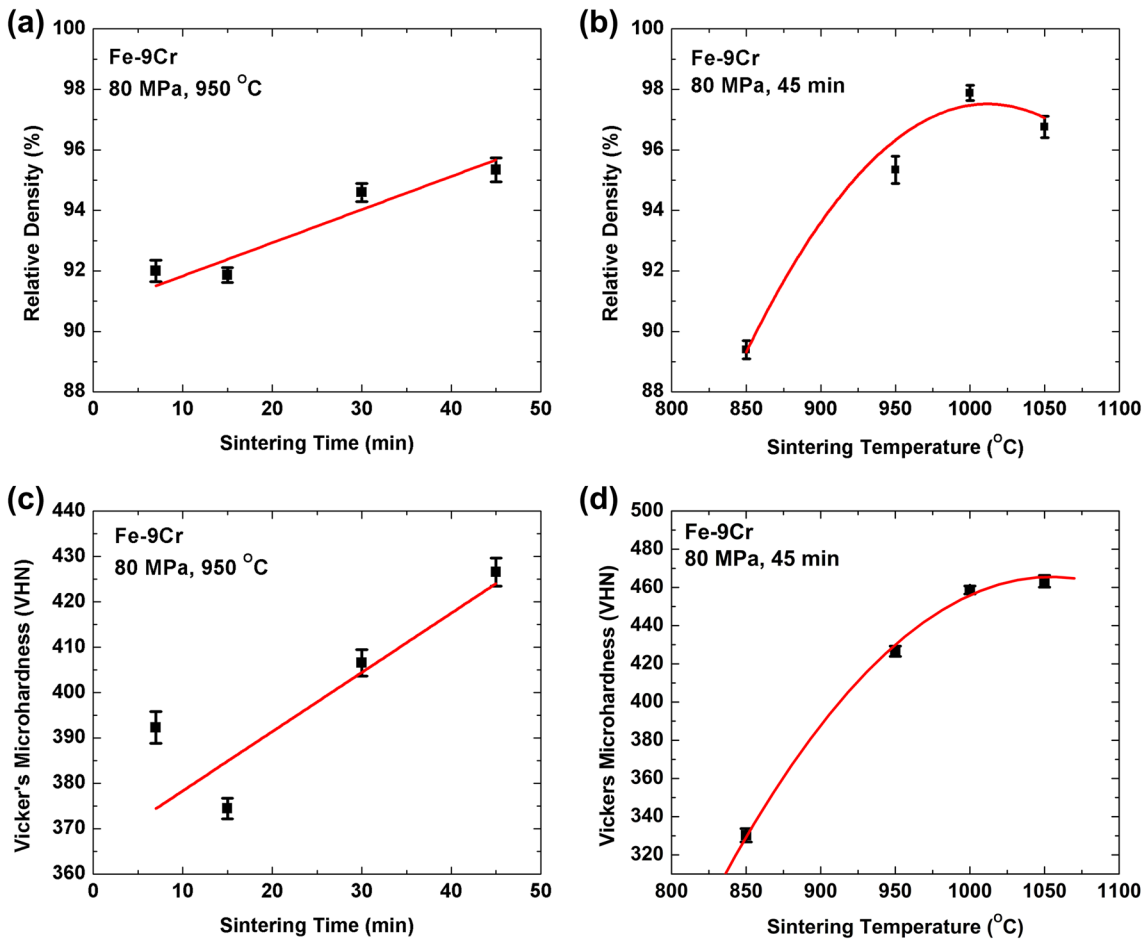 (a)
Fe-9Cr
80 MPa, 950 °C
Relative Density (%)
100
98
96
94
92
90
88
0 10 20 30 40 50
Sintering Time (min)
(b)
Fe-9Cr
80 MPa, 45 min
Relative Density (%)
100
98
96
94
92
90
88
800 850 900 950 1000 1050 1100
Sintering Temperature (°C)
(c)
Fe-9Cr
80 MPa, 950 °C
Vicker's Microhardness (VHN)
440
430
420
410
400
390
380
370
360
0 10 20 30 40 50
Sintering Time (min)
(d)
Fe-9Cr
80 MPa, 45 min
Vickers Microhardness (VHN)
500
480
460
440
420
400
380
360
340
320
800 850 900 950 1000 1050 1100
Sintering Temperature (°C)